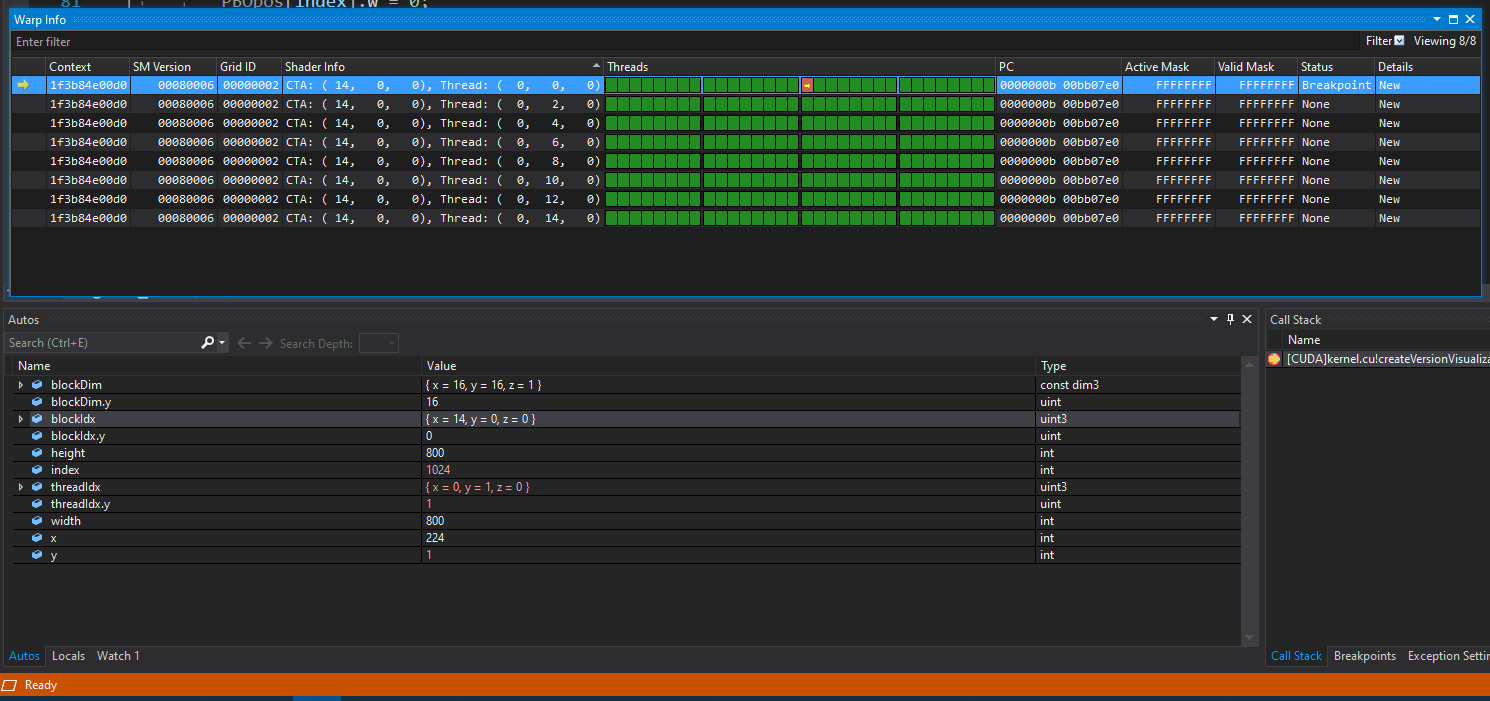 81 PBOpos[index].w = 0;
Warp Info
Enter filter Filter Viewing 8/8
Context SM Version Grid ID Shader Info Threads PC Active Mask Valid Mask Status Details
1f3b84e00d0 00080006 00000002 CTA: ( 14, 0, 0), Thread: ( 0, 0, 0) 0000000b 00bb07e0 FFFFFFFF FFFFFFFF Breakpoint New
1f3b84e00d0 00080006 00000002 CTA: ( 14, 0, 0), Thread: ( 0, 2, 0) 0000000b 00bb07e0 FFFFFFFF FFFFFFFF None New
1f3b84e00d0 00080006 00000002 CTA: ( 14, 0, 0), Thread: ( 0, 4, 0) 0000000b 00bb07e0 FFFFFFFF FFFFFFFF None New
1f3b84e00d0 00080006 00000002 CTA: ( 14, 0, 0), Thread: ( 0, 6, 0) 0000000b 00bb07e0 FFFFFFFF FFFFFFFF None New
1f3b84e00d0 00080006 00000002 CTA: ( 14, 0, 0), Thread: ( 0, 8, 0) 0000000b 00bb07e0 FFFFFFFF FFFFFFFF None New
1f3b84e00d0 00080006 00000002 CTA: ( 14, 0, 0), Thread: ( 0, 10, 0) 0000000b 00bb07e0 FFFFFFFF FFFFFFFF None New
1f3b84e00d0 00080006 00000002 CTA: ( 14, 0, 0), Thread: ( 0, 12, 0) 0000000b 00bb07e0 FFFFFFFF FFFFFFFF None New
1f3b84e00d0 00080006 00000002 CTA: ( 14, 0, 0), Thread: ( 0, 14, 0) 0000000b 00bb07e0 FFFFFFFF FFFFFFFF None New
Autos
Search (Ctrl+E) Search Depth:
Name Value Type
blockDim { x = 16, y = 16, z = 1 } const dim3
blockDim.y 16 uint
blockIdx { x = 14, y = 0, z = 0 } uint3
blockIdx.y 0 uint
height 800 int
index 1024 int
threadIdx { x = 0, y = 1, z = 0 } uint3
threadIdx.y 1 uint
width 800 int
x 224 int
y 1 int
Autos Locals Watch 1
Call Stack
Name
[CUDA]kernel.cu!createVersionVisualiza
Call Stack Breakpoints Exception Settin
Ready